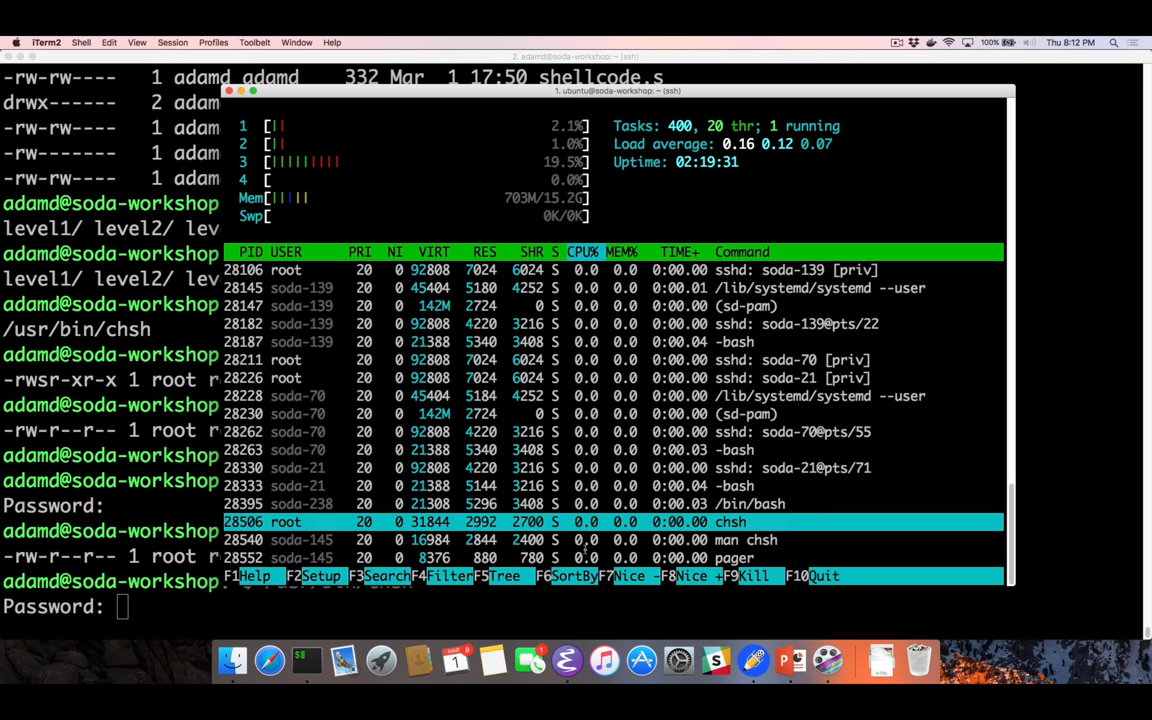 iTerm2 Shell Edit View Session Profiles Toolbelt Window Help 100% Thu 8:12 PM
2. adamd@soda-workshop: ~ (ssh)
-rw-rw---- 1 adamd adamd 332 Mar 1 17:50 shellcode.s
drwx------ 2 adam
-rw-rw---- 1 adam
-rw-rw---- 1 adam
-rw-rw---- 1 adam
adamd@soda-workshop
level1/ level2/ lev
adamd@soda-workshop
level1/ level2/ lev
adamd@soda-workshop
/usr/bin/chsh
adamd@soda-workshop
-rwsr-xr-x 1 root r
adamd@soda-workshop
-rw-r--r-- 1 root r
adamd@soda-workshop
adamd@soda-workshop
Password:
adamd@soda-workshop
-rw-r--r-- 1 root r
adamd@soda-workshop
Password:
1. ubuntu@soda-workshop: ~ (ssh)
1 [|| 2.1%] Tasks: 400, 20 thr; 1 running
2 [|| 1.0%] Load average: 0.16 0.12 0.07
3 [||||||||| 19.5%] Uptime: 02:19:31
4 [ 0.0%]
Mem[||||| 703M/15.2G]
Swp[ 0K/0K]
PID USER PRI NI VIRT RES SHR S CPU% MEM% TIME+ Command
28106 root 20 0 92808 7024 6024 S 0.0 0.0 0:00.00 sshd: soda-139 [priv]
28145 soda-139 20 0 45404 5180 4252 S 0.0 0.0 0:00.01 /lib/systemd/systemd --user
28147 soda-139 20 0 142M 2724 0 S 0.0 0.0 0:00.00 (sd-pam)
28182 soda-139 20 0 92808 4220 3216 S 0.0 0.0 0:00.00 sshd: soda-139@pts/22
28187 soda-139 20 0 21388 5340 3408 S 0.0 0.0 0:00.04 -bash
28211 root 20 0 92808 7024 6024 S 0.0 0.0 0:00.00 sshd: soda-70 [priv]
28226 root 20 0 92808 7024 6024 S 0.0 0.0 0:00.00 sshd: soda-21 [priv]
28228 soda-70 20 0 45404 5184 4252 S 0.0 0.0 0:00.00 /lib/systemd/systemd --user
28230 soda-70 20 0 142M 2724 0 S 0.0 0.0 0:00.00 (sd-pam)
28262 soda-70 20 0 92808 4220 3216 S 0.0 0.0 0:00.00 sshd: soda-70@pts/55
28263 soda-70 20 0 21388 5340 3408 S 0.0 0.0 0:00.03 -bash
28330 soda-21 20 0 92808 4220 3216 S 0.0 0.0 0:00.00 sshd: soda-21@pts/71
28333 soda-21 20 0 21388 5144 3408 S 0.0 0.0 0:00.04 -bash
28395 soda-238 20 0 21308 5296 3408 S 0.0 0.0 0:00.03 /bin/bash
28506 root 20 0 31844 2992 2700 S 0.0 0.0 0:00.00 chsh
28540 soda-145 20 0 16984 2844 2400 S 0.0 0.0 0:00.00 man chsh
28552 soda-145 20 0 8376 880 780 S 0.0 0.0 0:00.00 pager
F1Help F2Setup F3SearchF4FilterF5Tree F6SortByF7Nice -F8Nice +F9Kill F10Quit